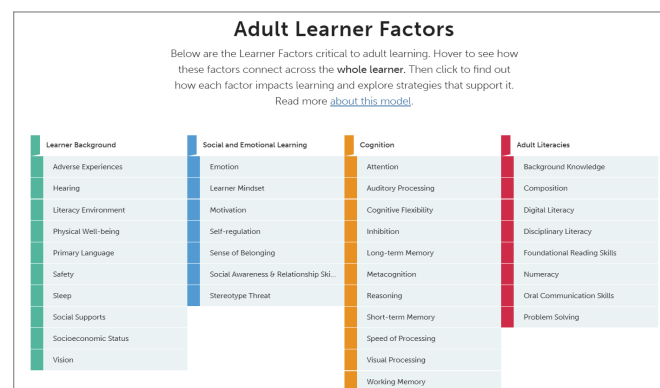 Adult Learner Factors
Below are the Learner Factors critical to adult learning. Hover to see how
these factors connect across the whole learner. Then click to find out
how each factor impacts learning and explore strategies that support it.
Read more about this model.
Learner Background
Adverse Experiences
Hearing
Literacy Environment
Physical Well-being
Primary Language
Safety
Sleep
Social Supports
Socioeconomic Status
Vision
Social and Emotional Learning
Emotion
Learner Mindset
Motivation
Self-regulation
Sense of Belonging
Social Awareness & Relationship Ski...
Stereotype Threat
Cognition
Attention
Auditory Processing
Cognitive Flexibility
Inhibition
Long-term Memory
Metacognition
Reasoning
Short-term Memory
Speed of Processing
Visual Processing
Working Memory
Adult Literacies
Background Knowledge
Composition
Digital Literacy
Disciplinary Literacy
Foundational Reading Skills
Numeracy
Oral Communication Skills
Problem Solving